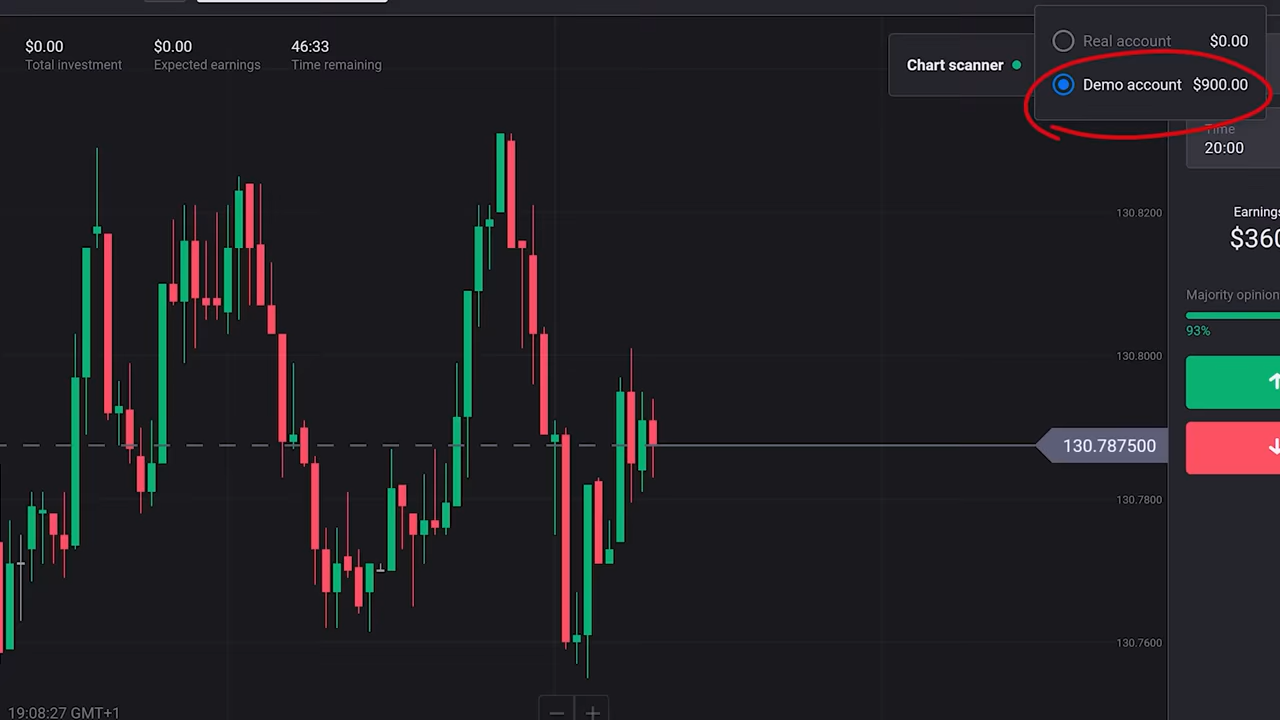 Real account $0.00
Demo account $900.00
$0.00 $0.00 46:33
Total investment Expected earnings Time remaining
Chart scanner
Time
20:00
130.8200
Earnings
$360
Majority opinion
93%
130.8000
130.787500
130.7800
130.7600
19:08:27 GMT+1